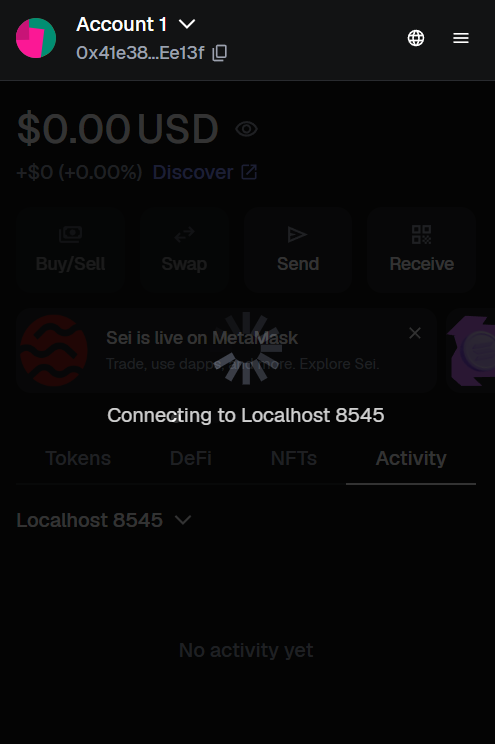 Account 1
0x41e38...Ee13f
$0.00 USD
+$0 (+0.00%) Discover
Buy/Sell Swap Send Receive
Sei is live on MetaMask
Trade, use dapps, and more. Explore Sei.
Connecting to Localhost 8545
Tokens DeFi NFTs Activity
Localhost 8545
No activity yet